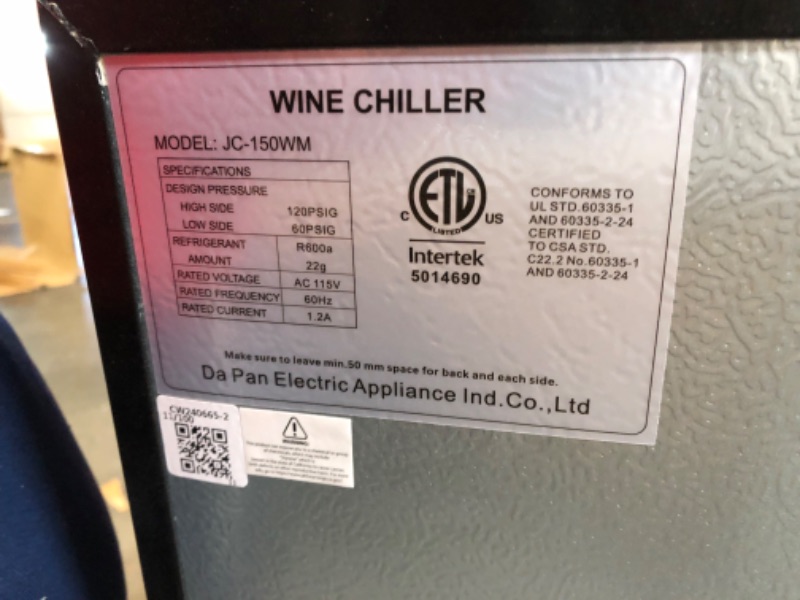 WINE CHILLER
MODEL: JC-150WM
SPECIFICATIONS
DESIGN PRESSURE
HIGH SIDE 120PSIG
LOW SIDE 60PSIG
REFRIGERANT R600a
AMOUNT 22g
RATED VOLTAGE AC 115V
RATED FREQUENCY 60Hz
RATED CURRENT 1.2A
ETL
LISTED
C US
Intertek
5014690
CONFORMS TO
UL STD.60335-1
AND 60335-2-24
CERTIFIED
TO CSA STD.
C22.2 No.60335-1
AND 60335-2-24
Make sure to leave min.50 mm space for back and each side.
Da Pan Electric Appliance Ind.Co.,Ltd
CW240665-2
11/100